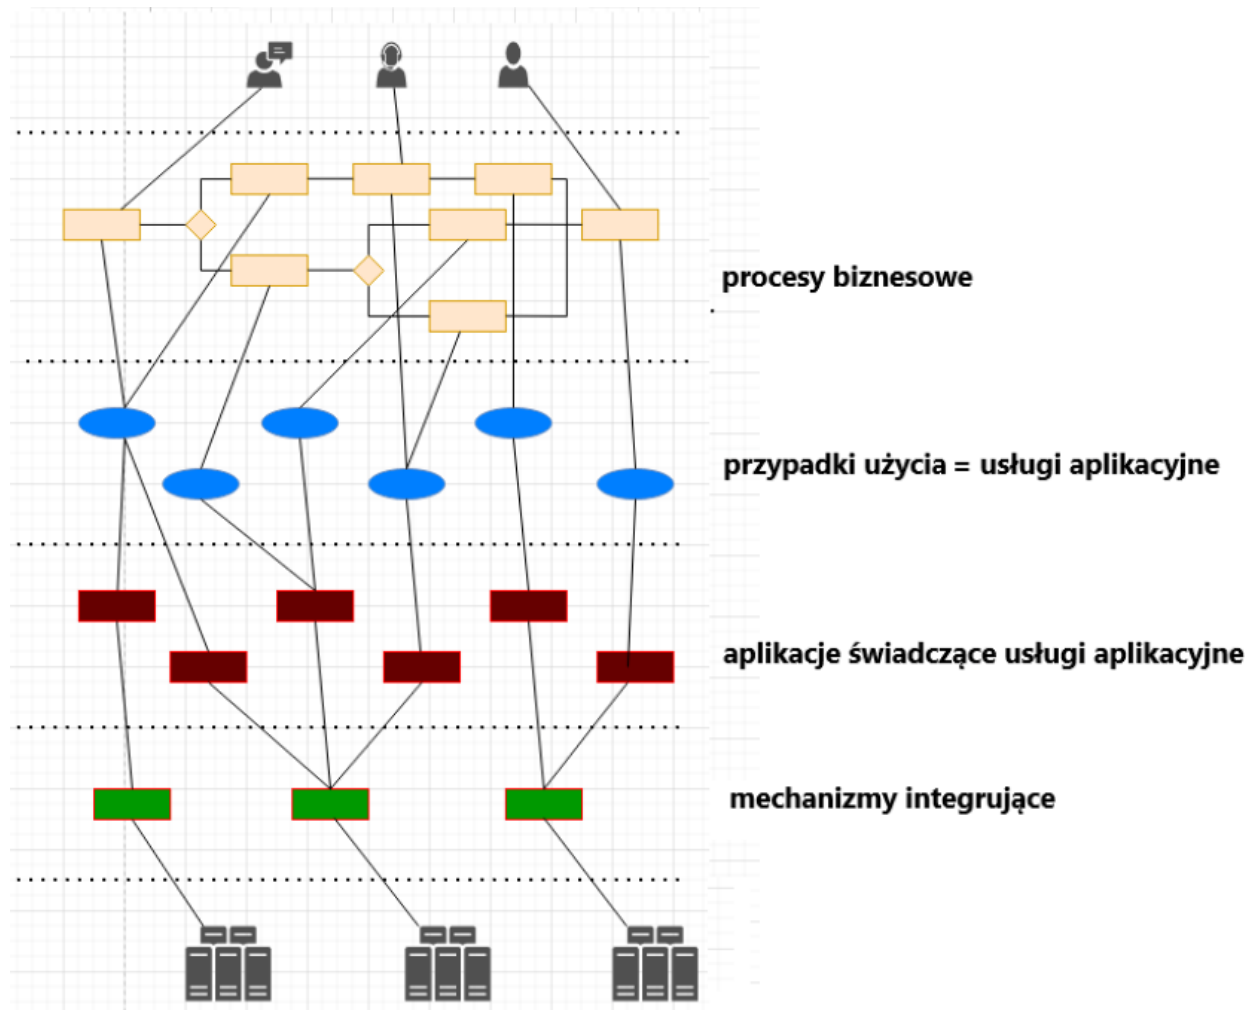 procesy biznesowe
przypadki użycia = usługi aplikacyjne
aplikacje świadczące usługi aplikacyjne
mechanizmy integrujące